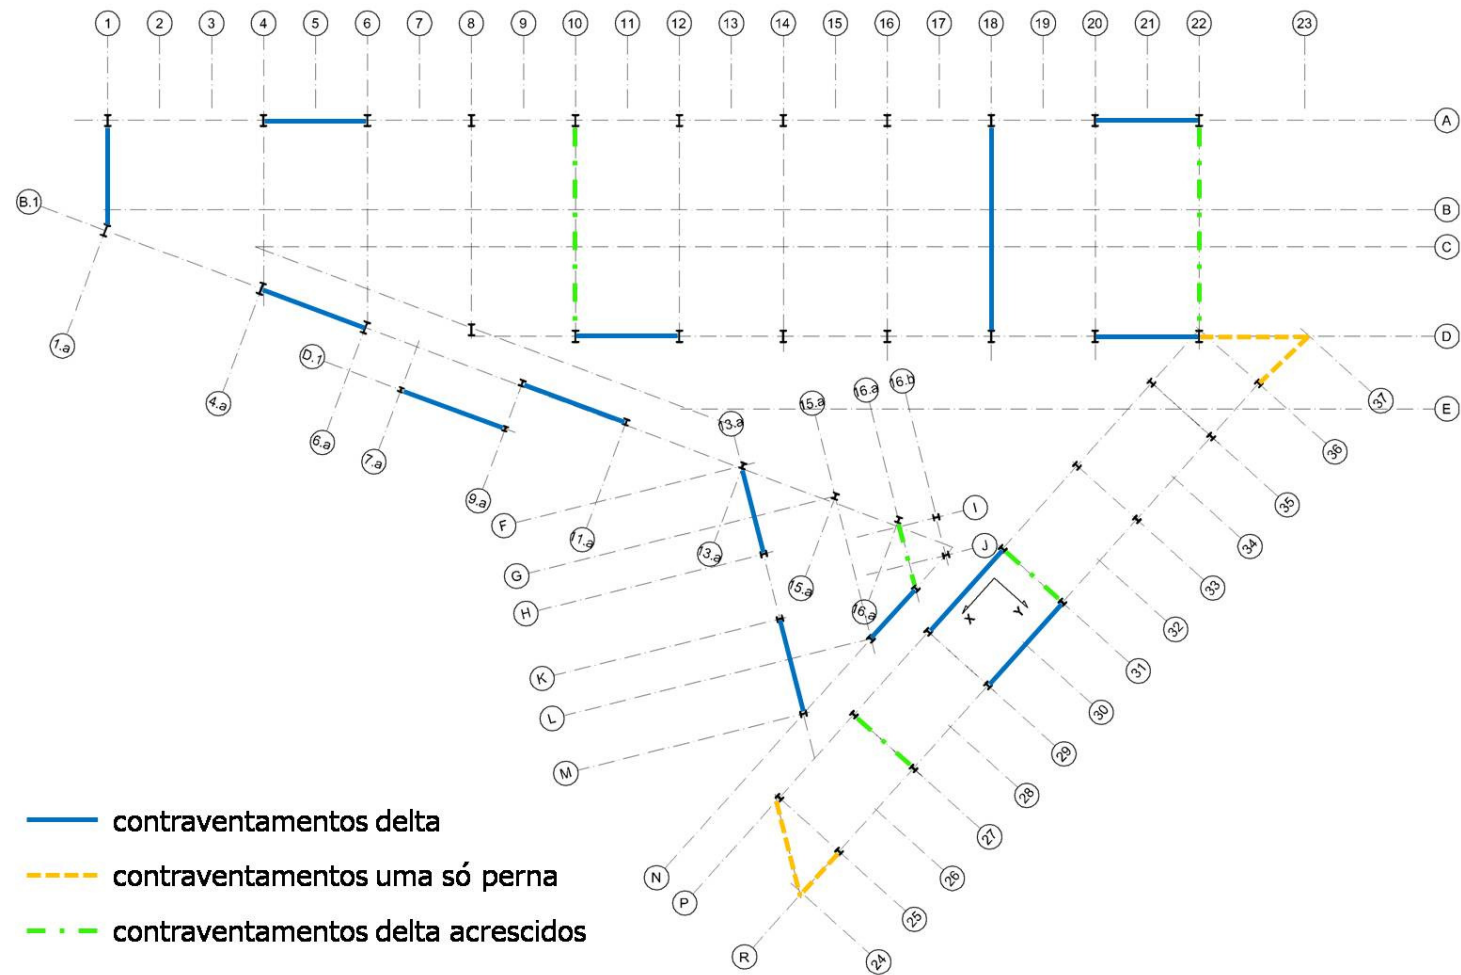 1 2 3 4 5 6 7 8 9 10 11 12 13 14 15 16 17 18 19 20 21 22 23
A
B.1
B
C
1.a
D.1
D
4.a
6.a
7.a
9.a
11.a
13.a
15.a
16.a
16.b
E
37
36
35
34
33
32
31
30
29
28
27
26
25
24
F
G
H
13.a
15.a
16.a
I
J
X
Y
K
L
M
N
P
R
contraventamentos delta
contraventamentos uma só perna
contraventamentos delta acrescidos